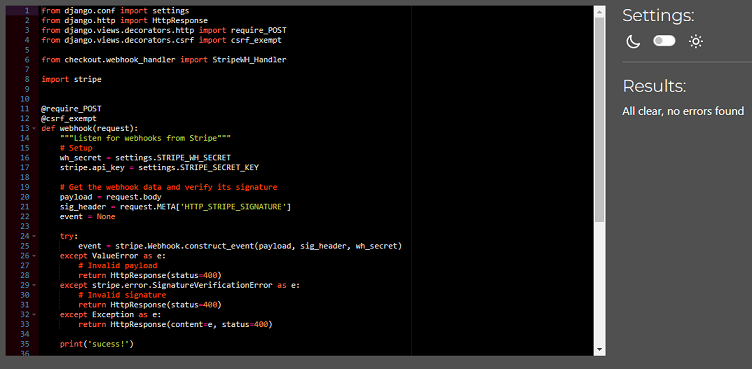 1 from django.conf import settings
2 from django.http import HttpResponse
3 from django.views.decorators.http import require_POST
4 from django.views.decorators.csrf import csrf_exempt
5
6 from checkout.webhook_handler import StripeWH_Handler
7
8 import stripe
9
10
11 @require_POST
12 @csrf_exempt
13 def webhook(request):
14     """Listen for webhooks from Stripe"""
15     # Setup
16     wh_secret = settings.STRIPE_WH_SECRET
17     stripe.api_key = settings.STRIPE_SECRET_KEY
18
19     # Get the webhook data and verify its signature
20     payload = request.body
21     sig_header = request.META['HTTP_STRIPE_SIGNATURE']
22     event = None
23
24     try:
25         event = stripe.Webhook.construct_event(payload, sig_header, wh_secret)
26     except ValueError as e:
27         # Invalid payload
28         return HttpResponse(status=400)
29     except stripe.error.SignatureVerificationError as e:
30         # Invalid signature
31         return HttpResponse(status=400)
32     except Exception as e:
33         return HttpResponse(content=e, status=400)
34
35     print('sucess!')
36
Settings:
Results:
All clear, no errors found